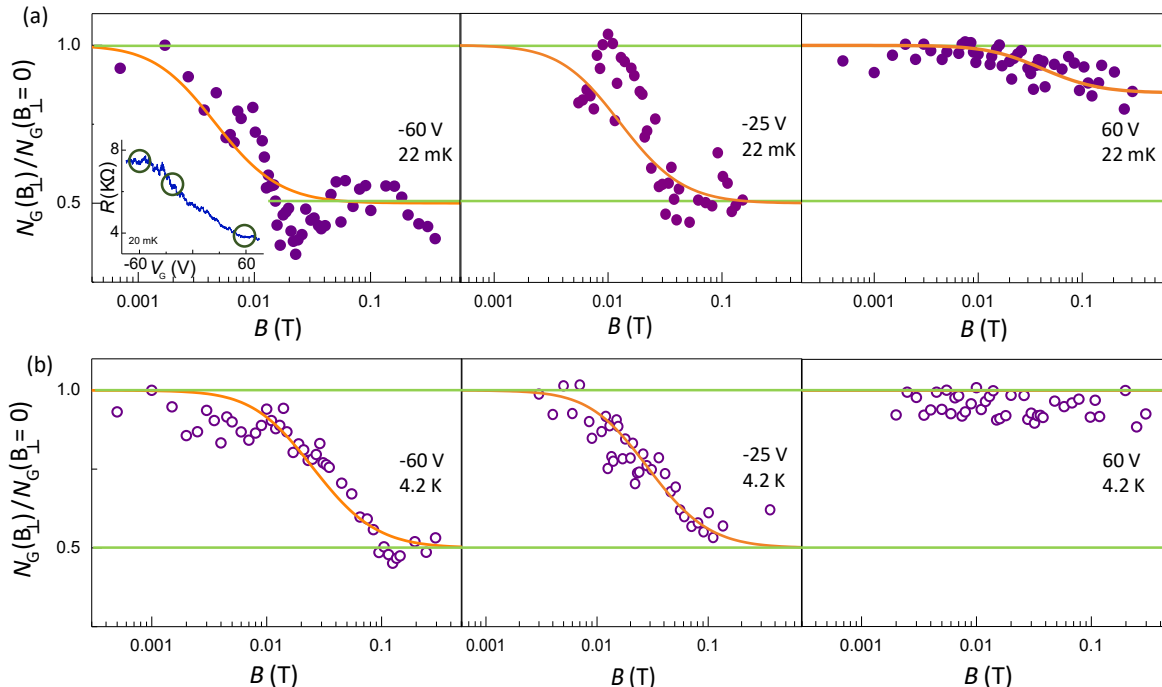 (a)
N_G(B_⊥)/N_G(B_⊥= 0)
1.0
0.5
-60 V
22 mK
R (KΩ)
8
4
20 mK
-60
60
V_G (V)
0.001
0.01
0.1
B (T)
-25 V
22 mK
0.001
0.01
0.1
B (T)
60 V
22 mK
0.001
0.01
0.1
B (T)
(b)
N_G(B_⊥)/N_G(B_⊥= 0)
1.0
0.5
-60 V
4.2 K
0.001
0.01
0.1
B (T)
-25 V
4.2 K
0.001
0.01
0.1
B (T)
60 V
4.2 K
0.001
0.01
0.1
B (T)